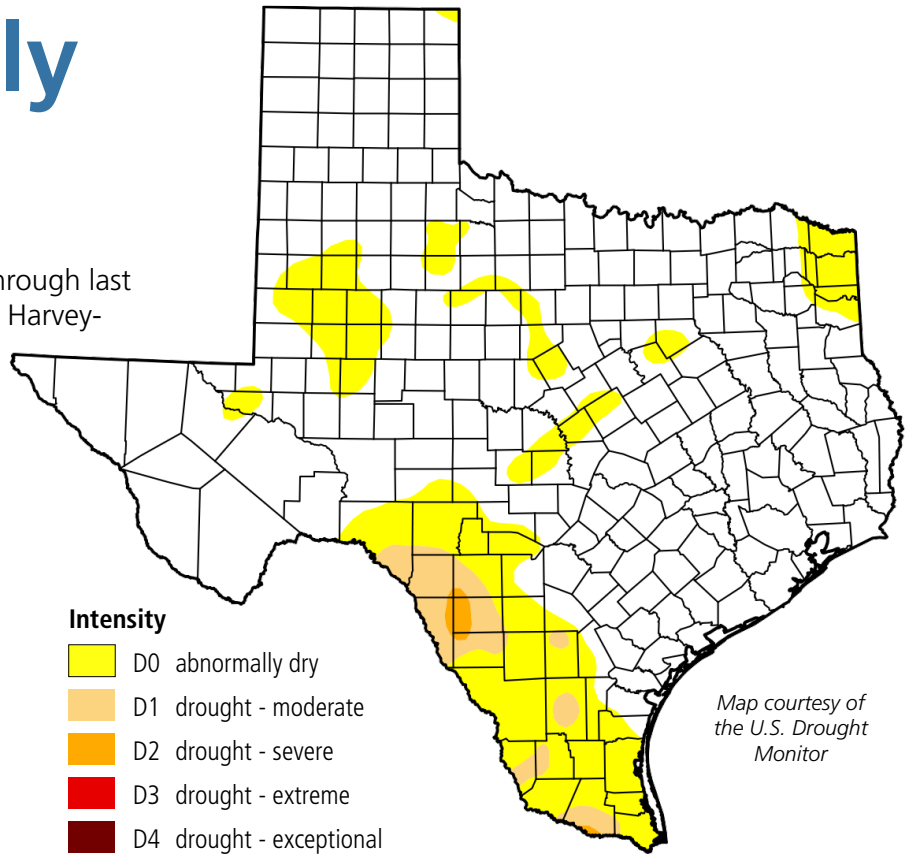 ly
hrough last
Harvey-
Intensity
D0 abnormally dry
D1 drought - moderate
D2 drought - severe
D3 drought - extreme
D4 drought - exceptional
Map courtesy of
the U.S. Drought
Monitor